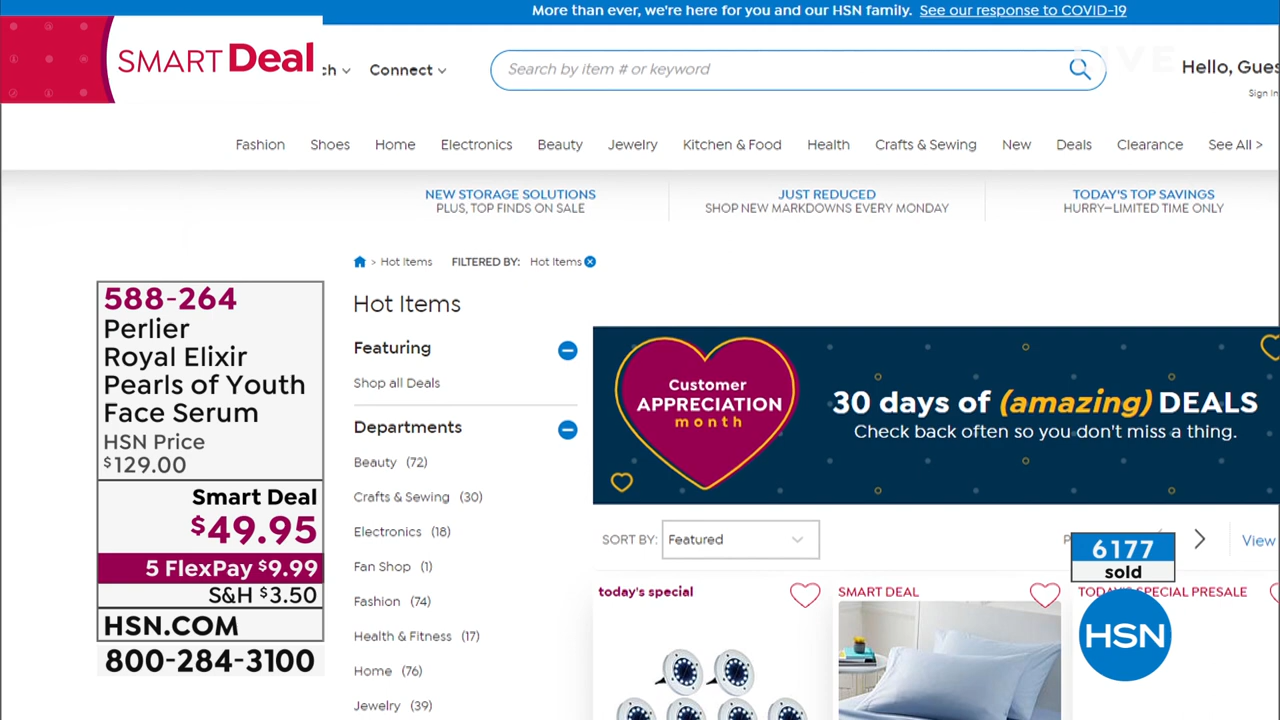 More than ever, we're here for you and our HSN family. See our response to COVID-19
SMART Deal
ch
Connect
Search by item # or keyword
LIVE
Hello, Gues
Sign In
Fashion Shoes Home Electronics Beauty Jewelry Kitchen & Food Health Crafts & Sewing New Deals Clearance See All >
NEW STORAGE SOLUTIONS
PLUS, TOP FINDS ON SALE
JUST REDUCED
SHOP NEW MARKDOWNS EVERY MONDAY
TODAY'S TOP SAVINGS
HURRY—LIMITED TIME ONLY
> Hot Items FILTERED BY: Hot Items
588-264
Perlier
Royal Elixir
Pearls of Youth
Face Serum
HSN Price
$129.00
Smart Deal
$49.95
5 FlexPay $9.99
S&H $3.50
HSN.COM
800-284-3100
Hot Items
Featuring
Shop all Deals
Departments
Beauty (72)
Crafts & Sewing (30)
Electronics (18)
Fan Shop (1)
Fashion (74)
Health & Fitness (17)
Home (76)
Jewelry (39)
Customer
APPRECIATION
month
30 days of (amazing) DEALS
Check back often so you don't miss a thing.
SORT BY: Featured
View
6177
sold
today's special
SMART DEAL
TODAY'S SPECIAL PRESALE
HSN